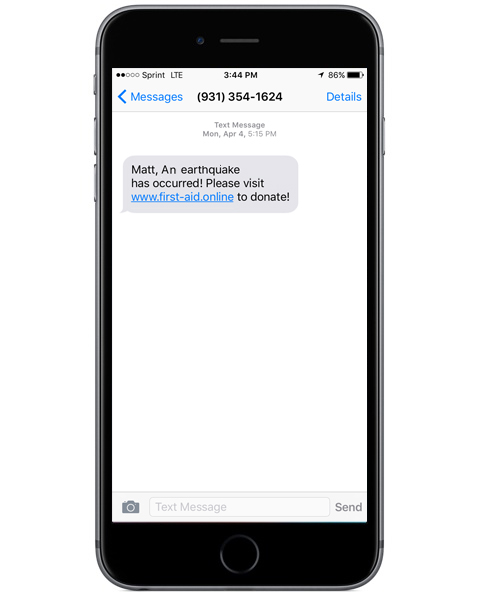 Sprint LTE 3:44 PM 86%
Messages (931) 354-1624 Details
Text Message
Mon, Apr 4, 5:15 PM
Matt, An earthquake
has occurred! Please visit
www.first-aid.online to donate!
Text Message Send